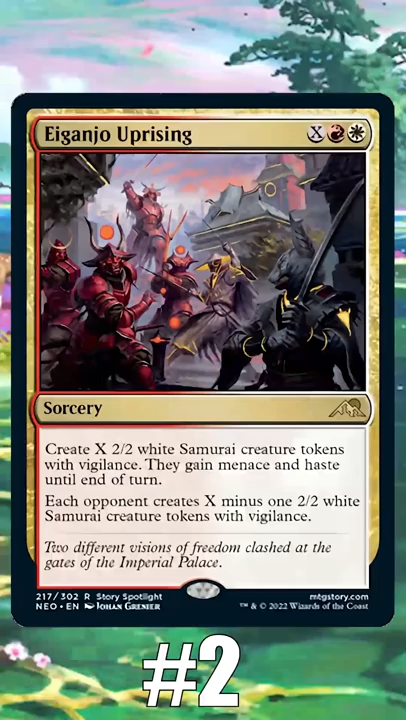 Eiganjo Uprising X
Sorcery
Create X 2/2 white Samurai creature tokens
with vigilance. They gain menace and haste
until end of turn.
Each opponent creates X minus one 2/2 white
Samurai creature tokens with vigilance.
Two different visions of freedom clashed at the
gates of the Imperial Palace.
217/302 R Story Spotlight mtgstory.com
NEO • EN Johan Grenier ™ & © 2022 Wizards of the Coast
#2